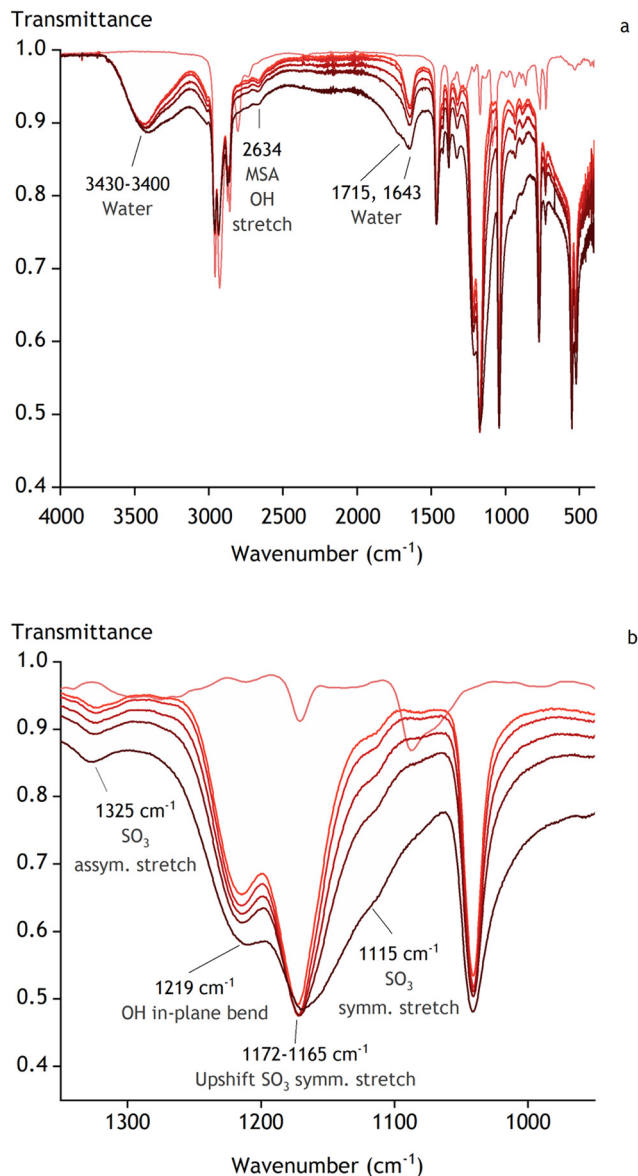 Transmittance
a
1.0
0.9
0.8
0.7
0.6
0.5
0.4
3430-3400
Water
2634
MSA
OH
stretch
1715, 1643
Water
4000 3500 3000 2500 2000 1500 1000 500
Wavenumber (cm-1)
Transmittance
b
1.0
0.9
0.8
0.7
0.6
0.5
0.4
1325 cm-1
SO3
assym. stretch
1219 cm-1
OH in-plane bend
1115 cm-1
SO3
symm. stretch
1172-1165 cm-1
Upshift SO3 symm. stretch
1300 1200 1100 1000
Wavenumber (cm-1)